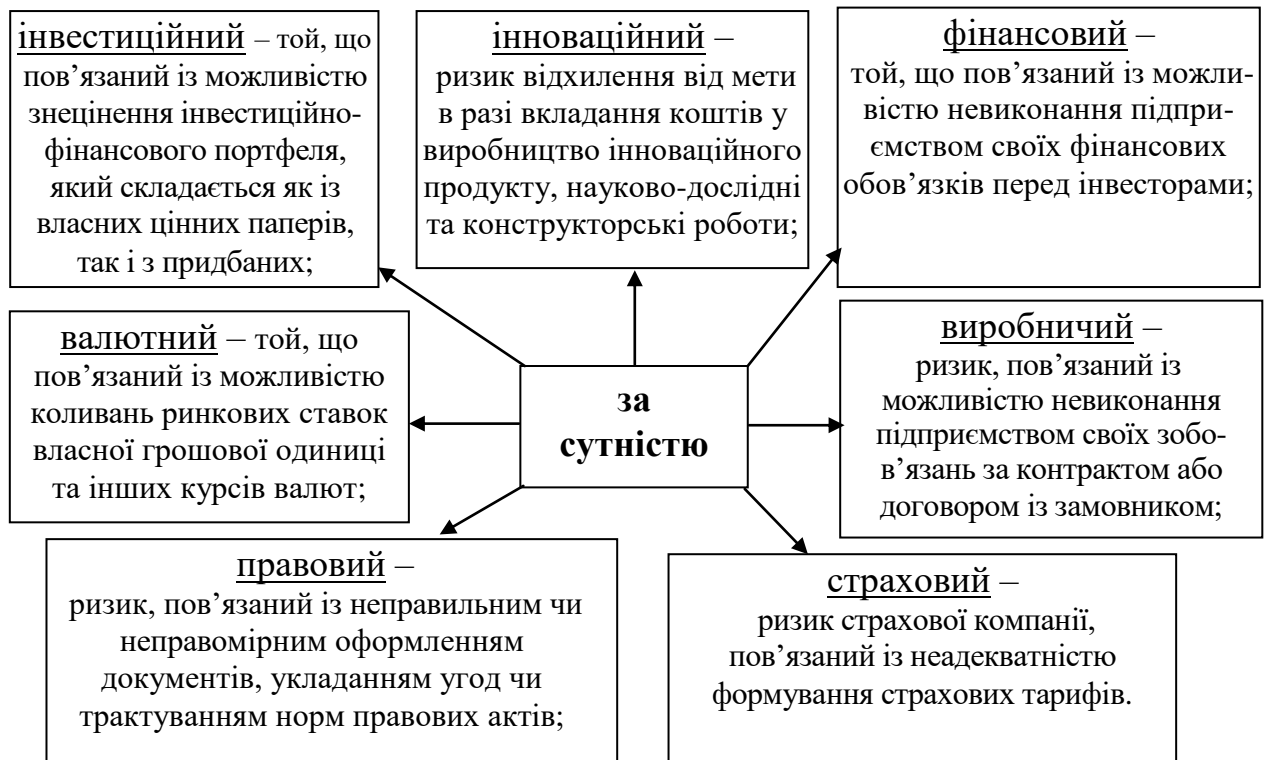 інвестиційний – той, що
пов’язаний із можливістю
знецінення інвестиційно-
фінансового портфеля,
який складається як із
власних цінних паперів,
так і з придбаних;
інноваційний –
ризик відхилення від мети
в разі вкладання коштів у
виробництво інноваційного
продукту, науково-дослідні
та конструкторські роботи;
фінансовий –
той, що пов’язаний із можли-
вістю невиконання підпри-
ємством своїх фінансових
обов’язків перед інвесторами;
валютний – той, що
пов’язаний із можливістю
коливань ринкових ставок
власної грошової одиниці
та інших курсів валют;
за
сутністю
виробничий –
ризик, пов’язаний із
можливістю невиконання
підприємством своїх зобо-
в’язань за контрактом або
договором із замовником;
правовий –
ризик, пов’язаний із неправильним чи
неправомірним оформленням
документів, укладанням угод чи
трактуванням норм правових актів;
страховий –
ризик страхової компанії,
пов’язаний із неадекватністю
формування страхових тарифів.